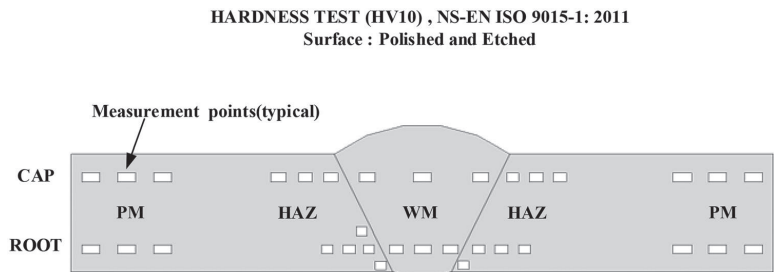 HARDNESS TEST (HV10) , NS-EN ISO 9015-1: 2011
Surface : Polished and Etched
Measurement points(typical)
CAP
PM HAZ WM HAZ PM
ROOT